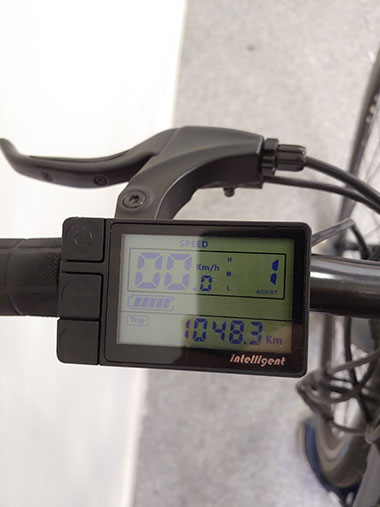 SPEED
00.0 Km/h H M L 1
ASSIST
Trip
1048.3 Km
intelligent